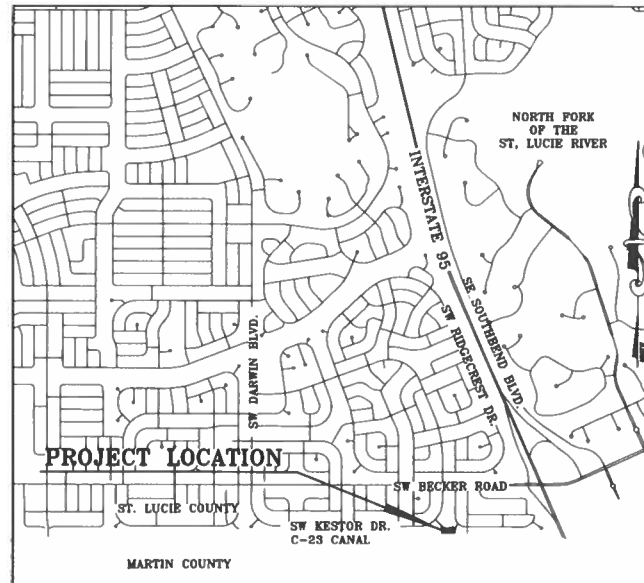 NORTH FORK
OF THE
ST, LUCIE RIVER
INTERSTATE 95
SE SOUTHBEND BLVD.
SW RIDGECREST DR.
SW DARWIN BLVD.
PROJECT LOCATION
SW BECKER ROAD
ST. LUCIE COUNTY
SW KESTOR DR.
C-23 CANAL
MARTIN COUNTY